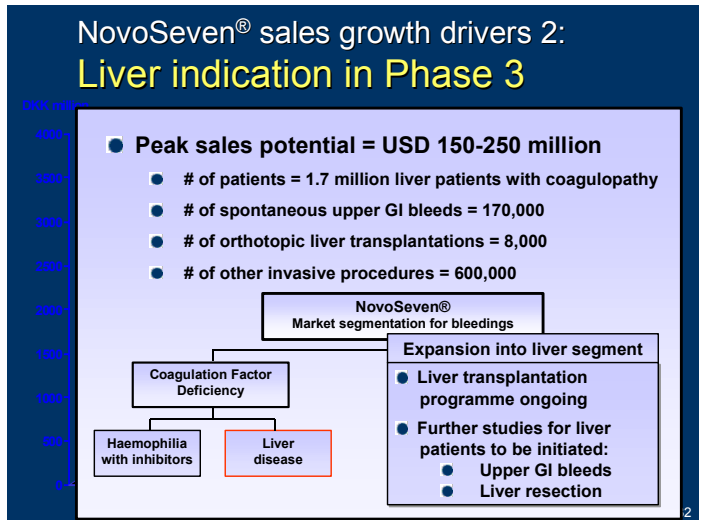 NovoSeven® sales growth drivers 2:
Liver indication in Phase 3
DKK million
4000
3500
3000
2500
2000
1500
1000
500
0
Peak sales potential = USD 150-250 million
# of patients = 1.7 million liver patients with coagulopathy
# of spontaneous upper GI bleeds = 170,000
# of orthotopic liver transplantations = 8,000
# of other invasive procedures = 600,000
NovoSeven®
Market segmentation for bleedings
Coagulation Factor
Deficiency
Haemophilia
with inhibitors
Liver
disease
Expansion into liver segment
Liver transplantation
programme ongoing
Further studies for liver
patients to be initiated:
Upper GI bleeds
Liver resection